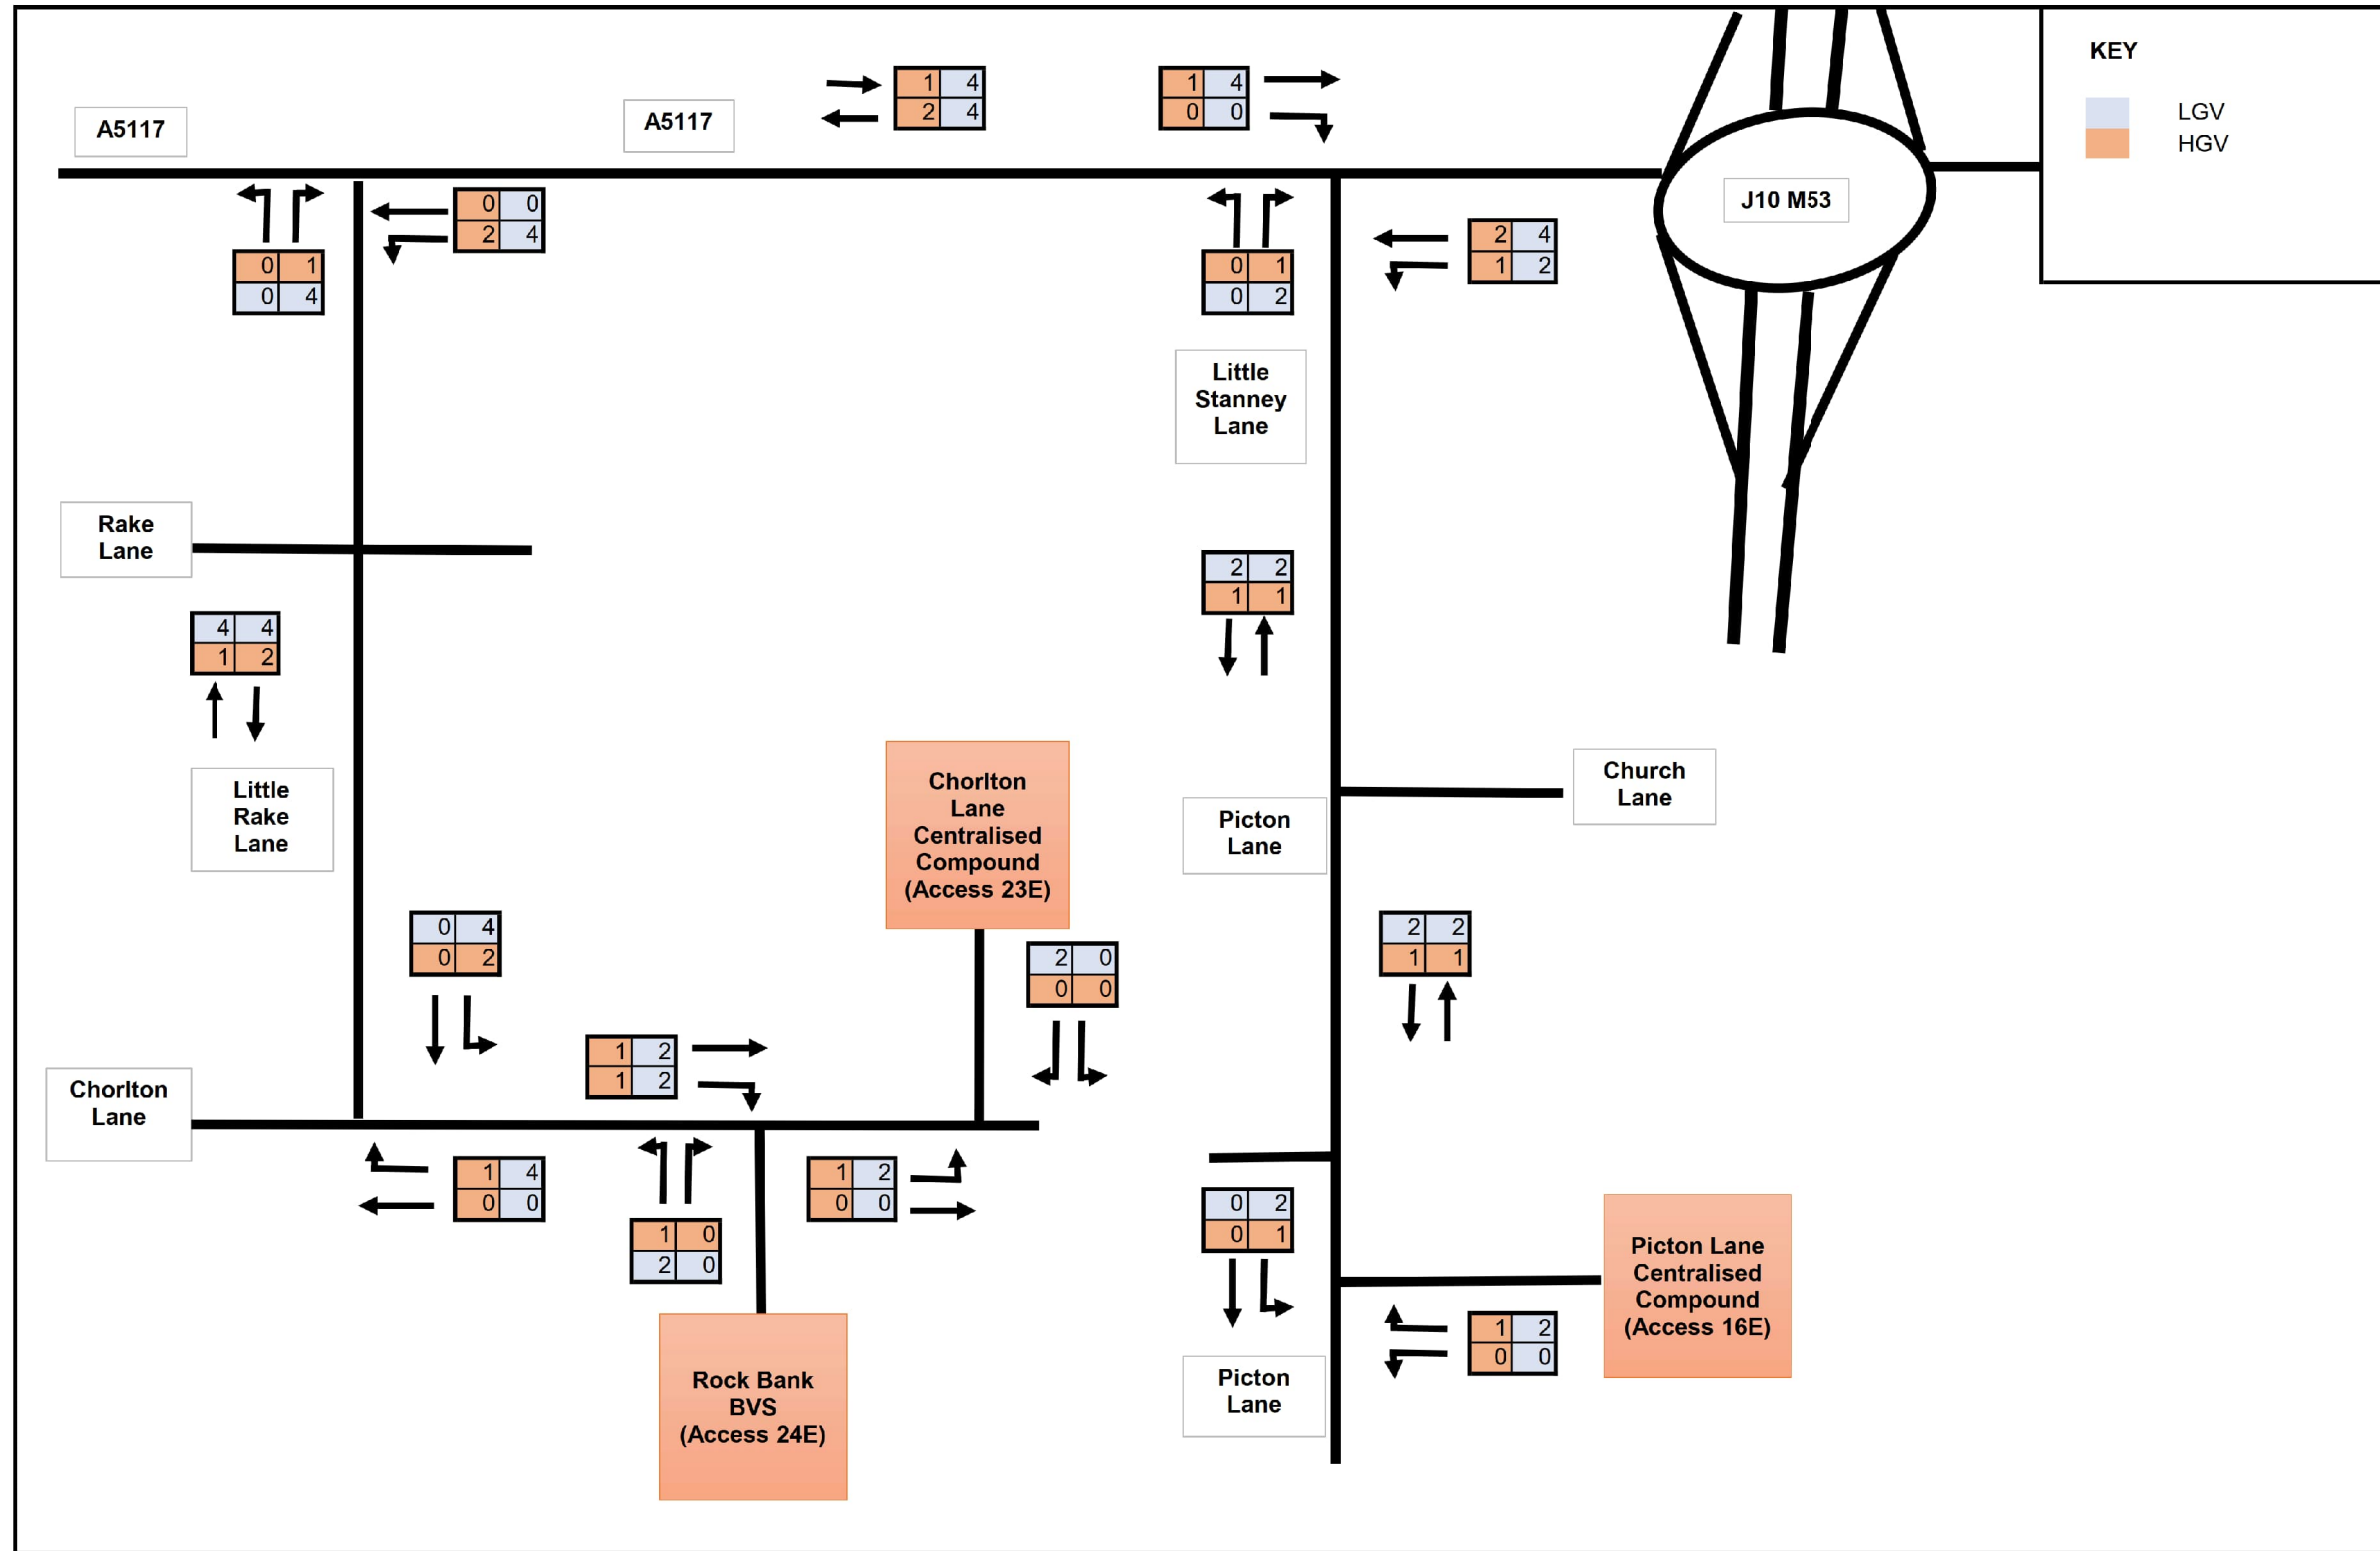 KEY
LGV
HGV
1 4
2 4
1 4
0 0
A5117
A5117
J10 M53
0 0
2 4
0 1
0 4
0 1
0 2
2 4
1 2
Little
Stanney
Lane
Rake
Lane
2 2
1 1
4 4
1 2
Little
Rake
Lane
Chorlton
Lane
Centralised
Compound
(Access 23E)
Picton
Lane
Church
Lane
0 4
0 2
2 0
0 0
2 2
1 1
1 2
1 2
Chorlton
Lane
1 4
0 0
1 0
2 0
1 2
0 0
0 2
0 1
Picton Lane
Centralised
Compound
(Access 16E)
1 2
0 0
Rock Bank
BVS
(Access 24E)
Picton
Lane